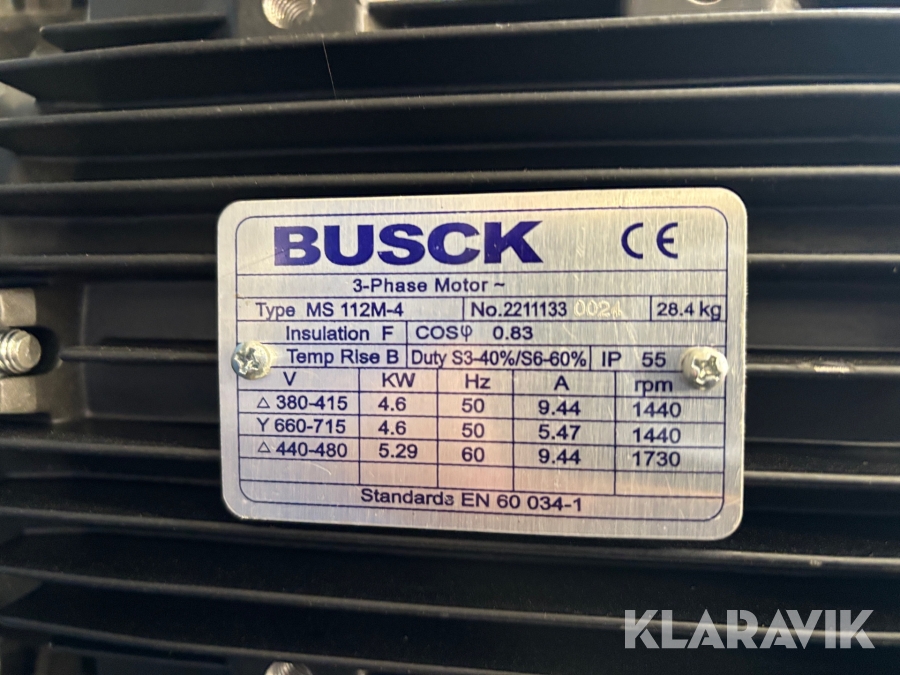 BUSCK CE
3-Phase Motor ~
Type MS 112M-4 No.2211133 0024 28.4 kg
Insulation F COSφ 0.83
Temp Rise B Duty S3-40%/S6-60% IP 55
V KW Hz A rpm
△ 380-415 4.6 50 9.44 1440
Y 660-715 4.6 50 5.47 1440
△ 440-480 5.29 60 9.44 1730
Standards EN 60 034-1
KLARAVIK